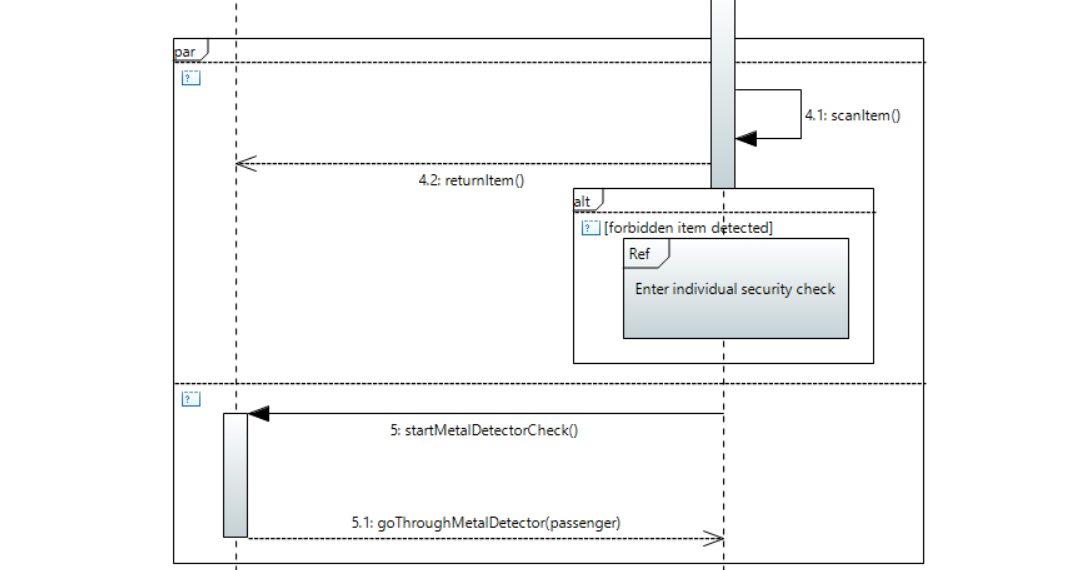 par
?
4.1: scanItem()
4.2: returnItem()
alt
? [forbidden item detected]
Ref
Enter individual security check
?
5: startMetalDetectorCheck()
5.1: goThroughMetalDetector(passenger)